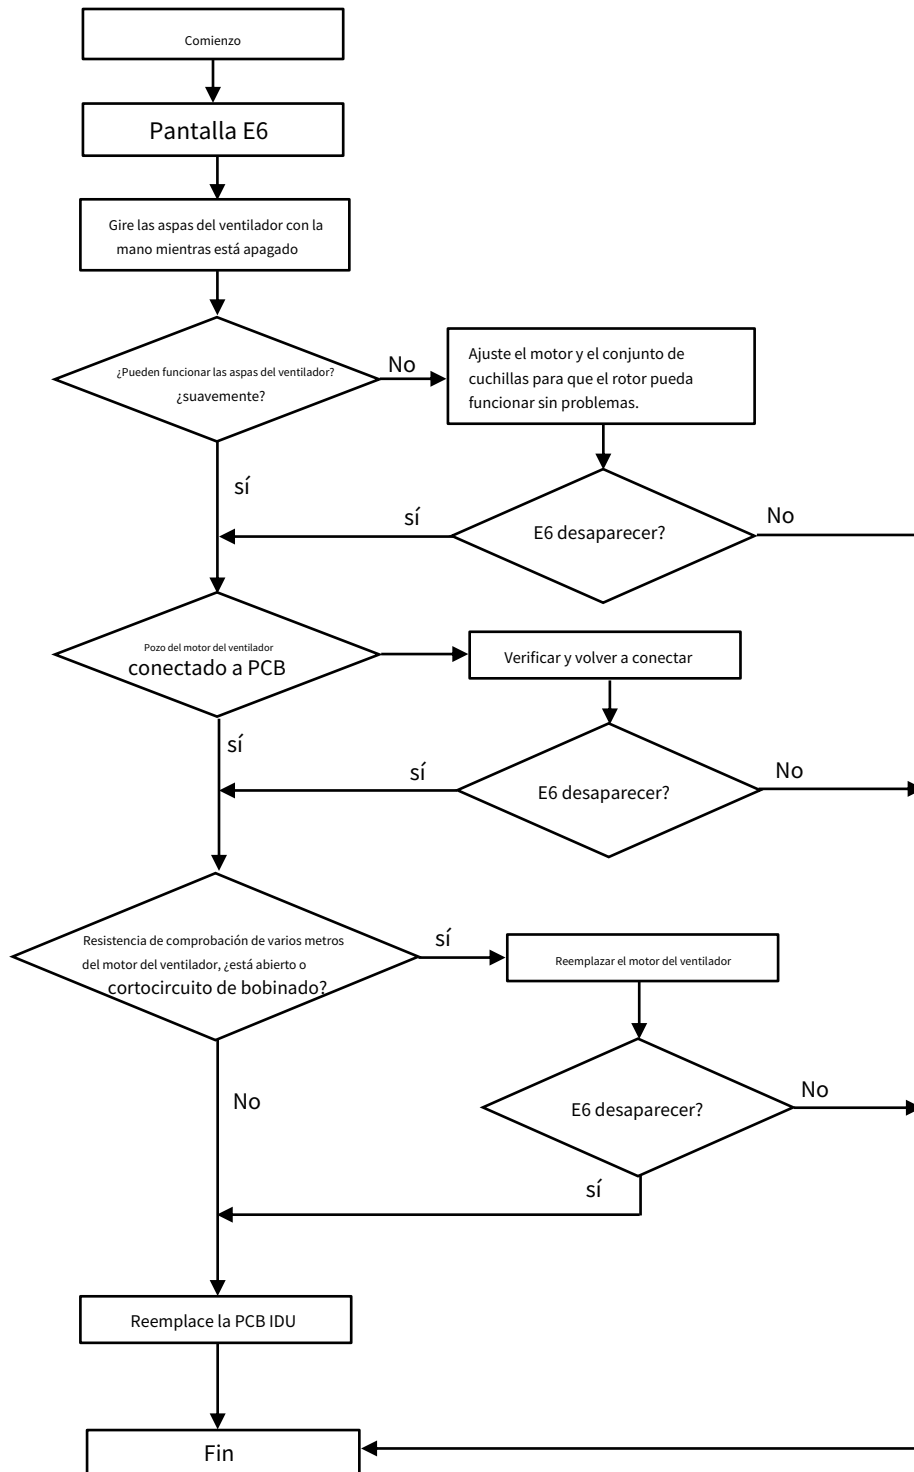 Comienzo
Pantalla E6
Gire las aspas del ventilador con la
mano mientras está apagado
¿Pueden funcionar las aspas del ventilador?
¿suavemente?
No
Ajuste el motor y el conjunto de
cuchillas para que el rotor pueda
funcionar sin problemas.
sí
sí
E6 desaparecer?
No
Pozo del motor del ventilador
conectado a PCB
Verificar y volver a conectar
sí
sí
E6 desaparecer?
No
Resistencia de comprobación de varios metros
del motor del ventilador, ¿está abierto o
cortocircuito de bobinado?
sí
Reemplazar el motor del ventilador
No
E6 desaparecer?
No
sí
Reemplace la PCB IDU
Fin